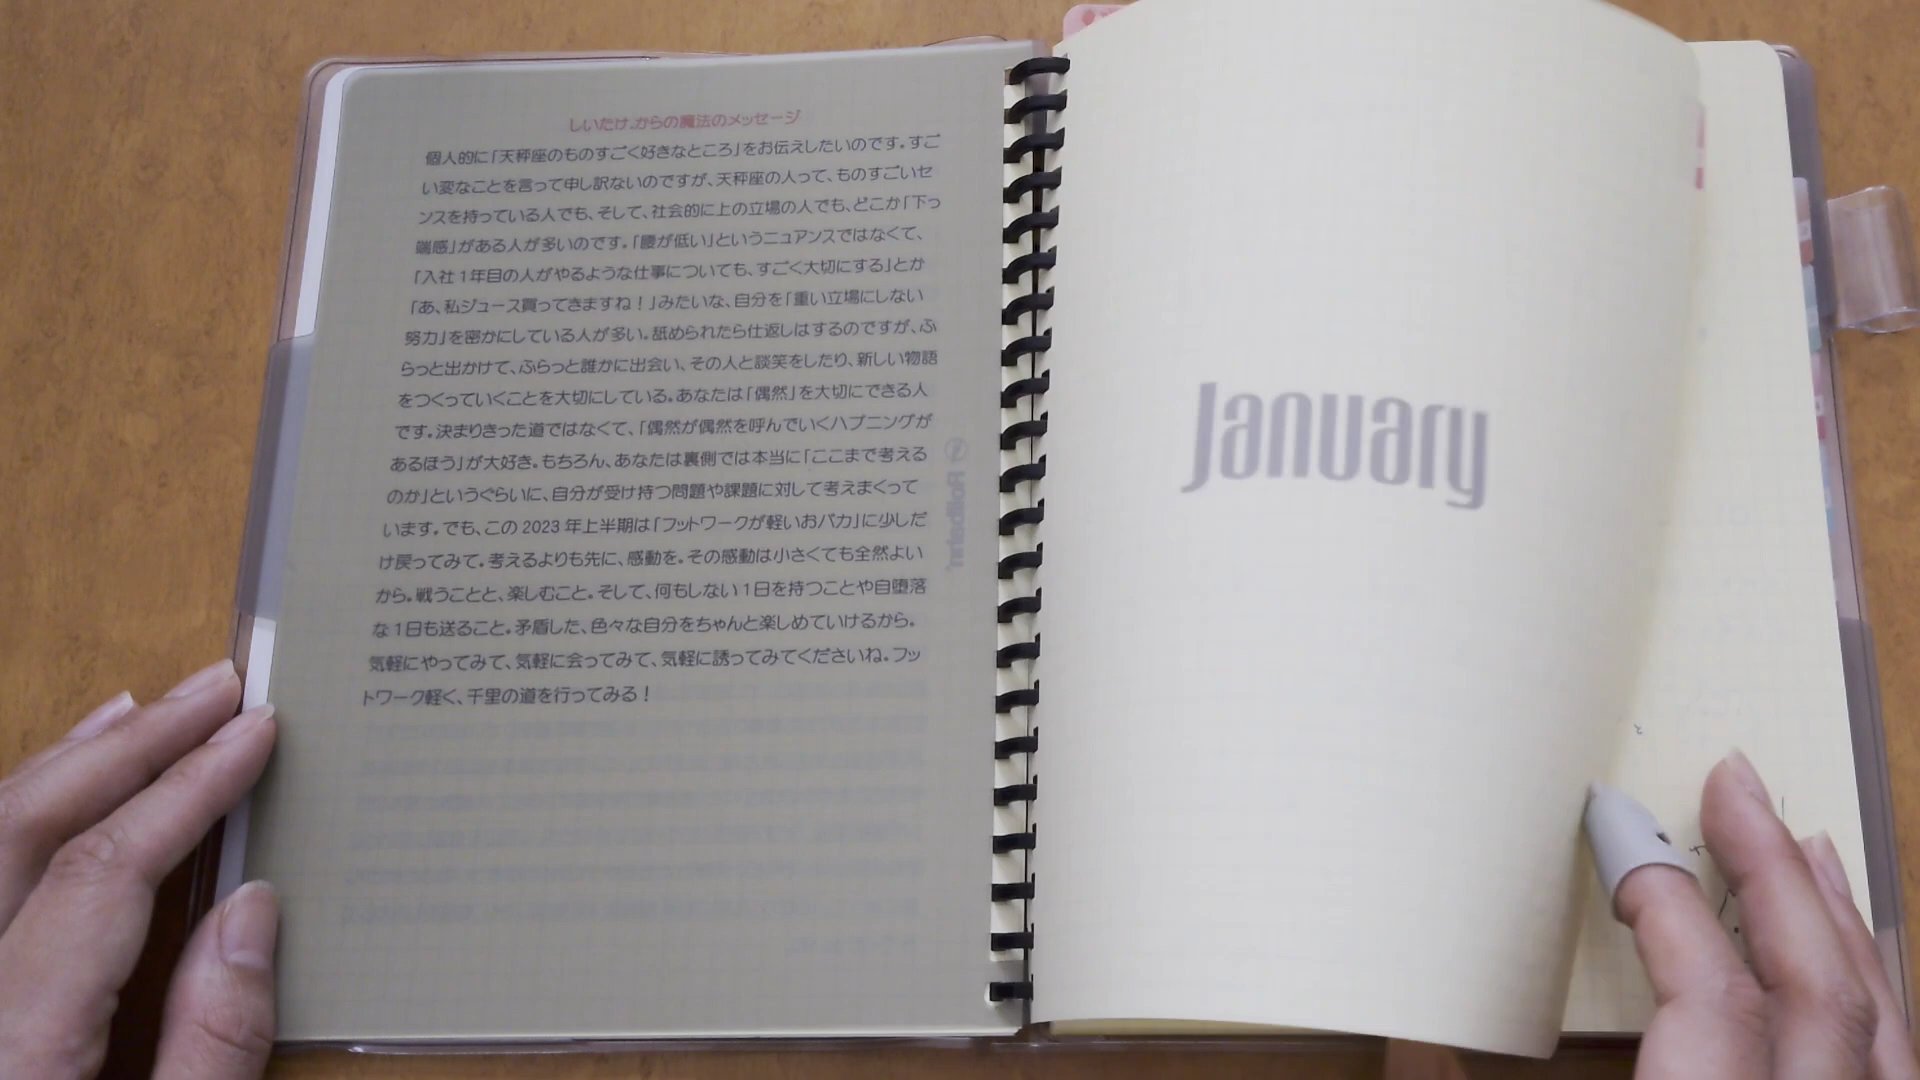 しいたけ.からの魔法のメッセージ
個人的に「天秤座のものすごく好きなところ」をお伝えしたいのです。すご
い変なことを言って申し訳ないのですが、天秤座の人って、ものすごいセ
ンスを持っている人でも、そして、社会的に上の立場の人でも、どこか「下っ
端感」がある人が多いのです。「腰が低い」というニュアンスではなくて、
「入社1年目の人がやるような仕事についても、すごく大切にする」とか
「あ、私ジュース買ってきますね！」みたいな、自分を「重い立場にしない
努力」を密かにしている人が多い。舐められたら仕返しはするのですが、ふ
らっと出かけて、ふらっと誰かに出会い、その人と談笑をしたり、新しい物語
をつくっていくことを大切にしている。あなたは「偶然」を大切にできる人
です。決まりきった道ではなくて、「偶然が偶然を呼んでいくハプニングが
あるほう」が大好き。もちろん、あなたは裏側では本当に「ここまで考える
のか」というぐらいに、自分が受け持つ問題や課題に対して考えまくって
います。でも、この2023年上半期は「フットワークが軽いおバカ」に少しだ
け戻ってみて。考えるよりも先に、感動を。その感動は小さくても全然よい
から。戦うことと、楽しむこと。そして、何もしない1日を持つことや自堕落
な1日も送ること。矛盾した、色々な自分をちゃんと楽しめていけるから。
気軽にやってみて、気軽に会ってみて、気軽に誘ってみてくださいね。フッ
トワーク軽く、千里の道を行ってみる！
Rollbahn
January